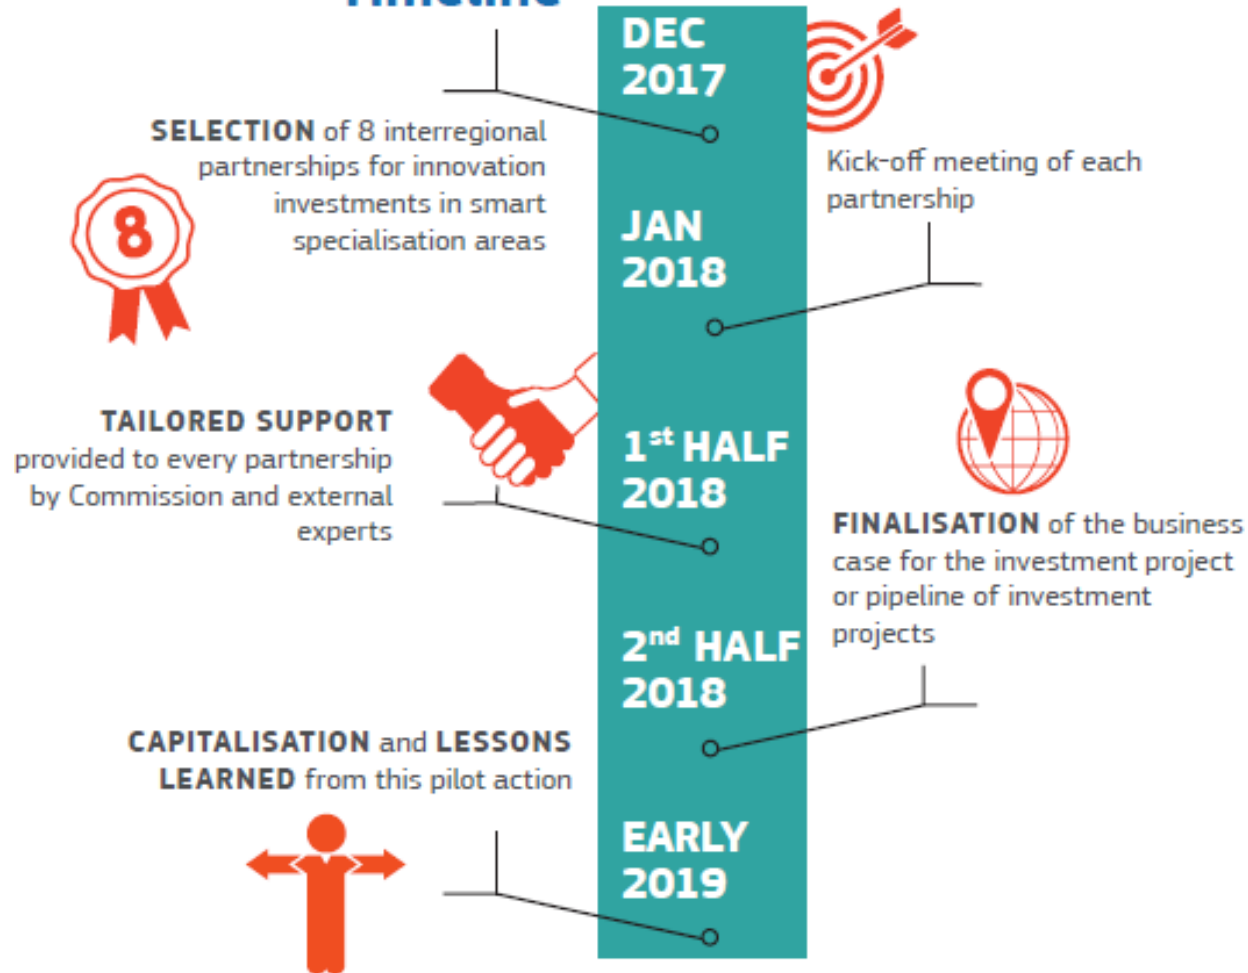 Timeline
DEC
2017
SELECTION of 8 interregional
partnerships for innovation
investments in smart
specialisation areas
8
Kick-off meeting of each
partnership
JAN
2018
TAILORED SUPPORT
provided to every partnership
by Commission and external
experts
1st HALF
2018
FINALISATION of the business
case for the investment project
or pipeline of investment
projects
2nd HALF
2018
CAPITALISATION and LESSONS
LEARNED from this pilot action
EARLY
2019